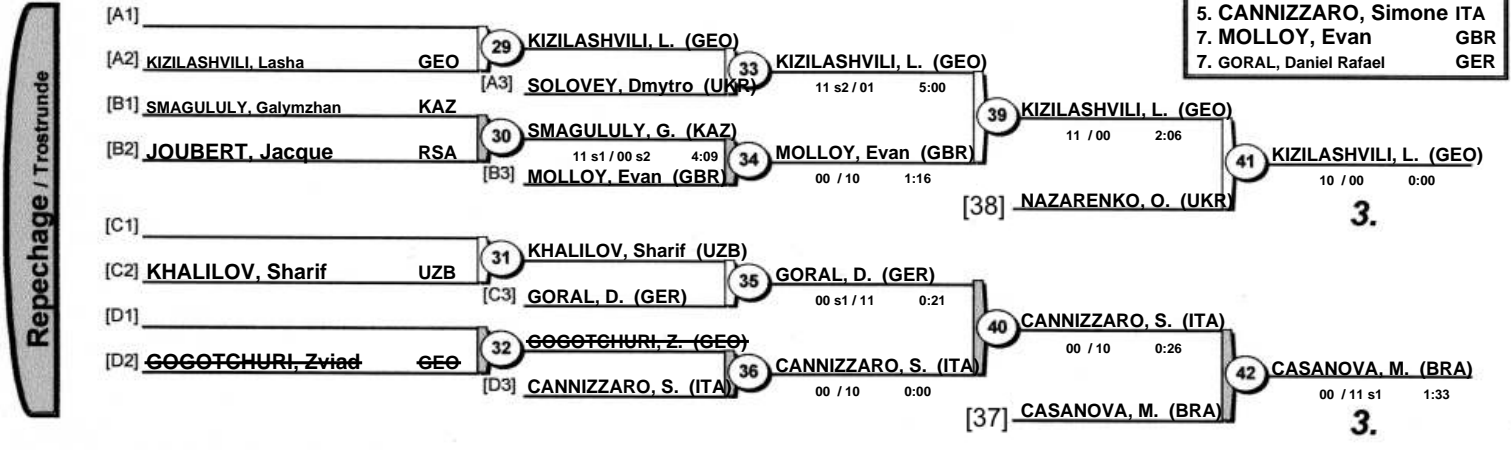 Repechage / Trostrunde
5. CANNIZZARO, Simone ITA
7. MOLLOY, Evan GBR
7. GORAL, Daniel Rafael GER
[A1]
[A2] KIZILASHVILI, Lasha GEO
29
KIZILASHVILI, L. (GEO)
[A3] SOLOVEY, Dmytro (UKR)
33
KIZILASHVILI, L. (GEO)
11 s2 / 01 5:00
[B1] SMAGULULY, Galymzhan KAZ
[B2] JOUBERT, Jacque RSA
30
SMAGULULY, G. (KAZ)
11 s1 / 00 s2 4:09
[B3] MOLLOY, Evan (GBR)
34
MOLLOY, Evan (GBR)
00 / 10 1:16
39
KIZILASHVILI, L. (GEO)
11 / 00 2:06
[38] NAZARENKO, O. (UKR)
41
KIZILASHVILI, L. (GEO)
10 / 00 0:00
3.
[C1]
[C2] KHALILOV, Sharif UZB
31
KHALILOV, Sharif (UZB)
[C3] GORAL, D. (GER)
35
GORAL, D. (GER)
00 s1 / 11 0:21
[D1]
[D2] GOGOTCHURI, Zviad GEO
32
GOGOTCHURI, Z. (GEO)
[D3] CANNIZZARO, S. (ITA)
36
CANNIZZARO, S. (ITA)
00 / 10 0:00
40
CANNIZZARO, S. (ITA)
00 / 10 0:26
[37] CASANOVA, M. (BRA)
42
CASANOVA, M. (BRA)
00 / 11 s1 1:33
3.